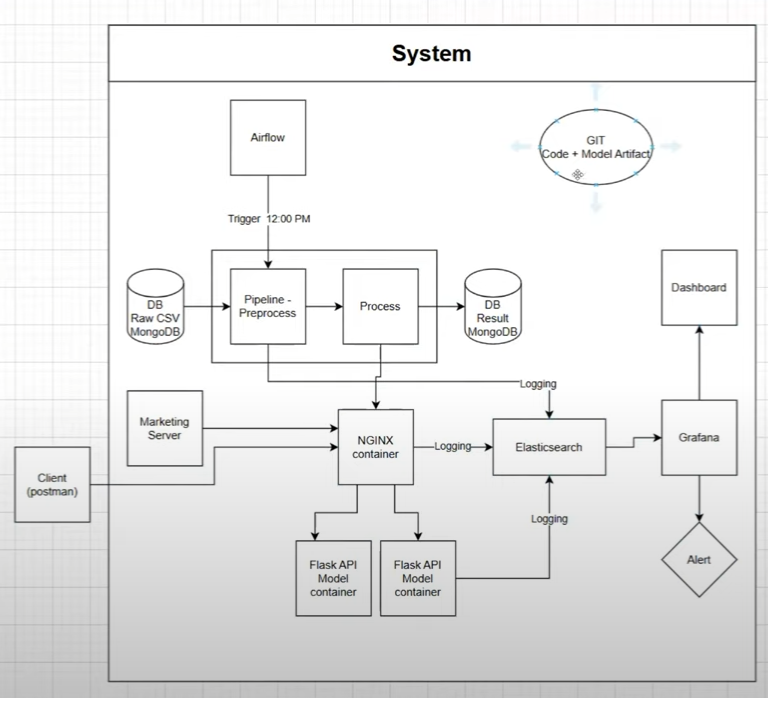 System
Airflow
GIT
Code + Model Artifact
Trigger 12:00 PM
DB
Raw CSV
MongoDB
Pipeline -
Preprocess
Process
DB
Result
MongoDB
Dashboard
Logging
Marketing
Server
NGINX
container
Logging
Elasticsearch
Grafana
Client
(postman)
Logging
Flask API
Model
container
Flask API
Model
container
Alert